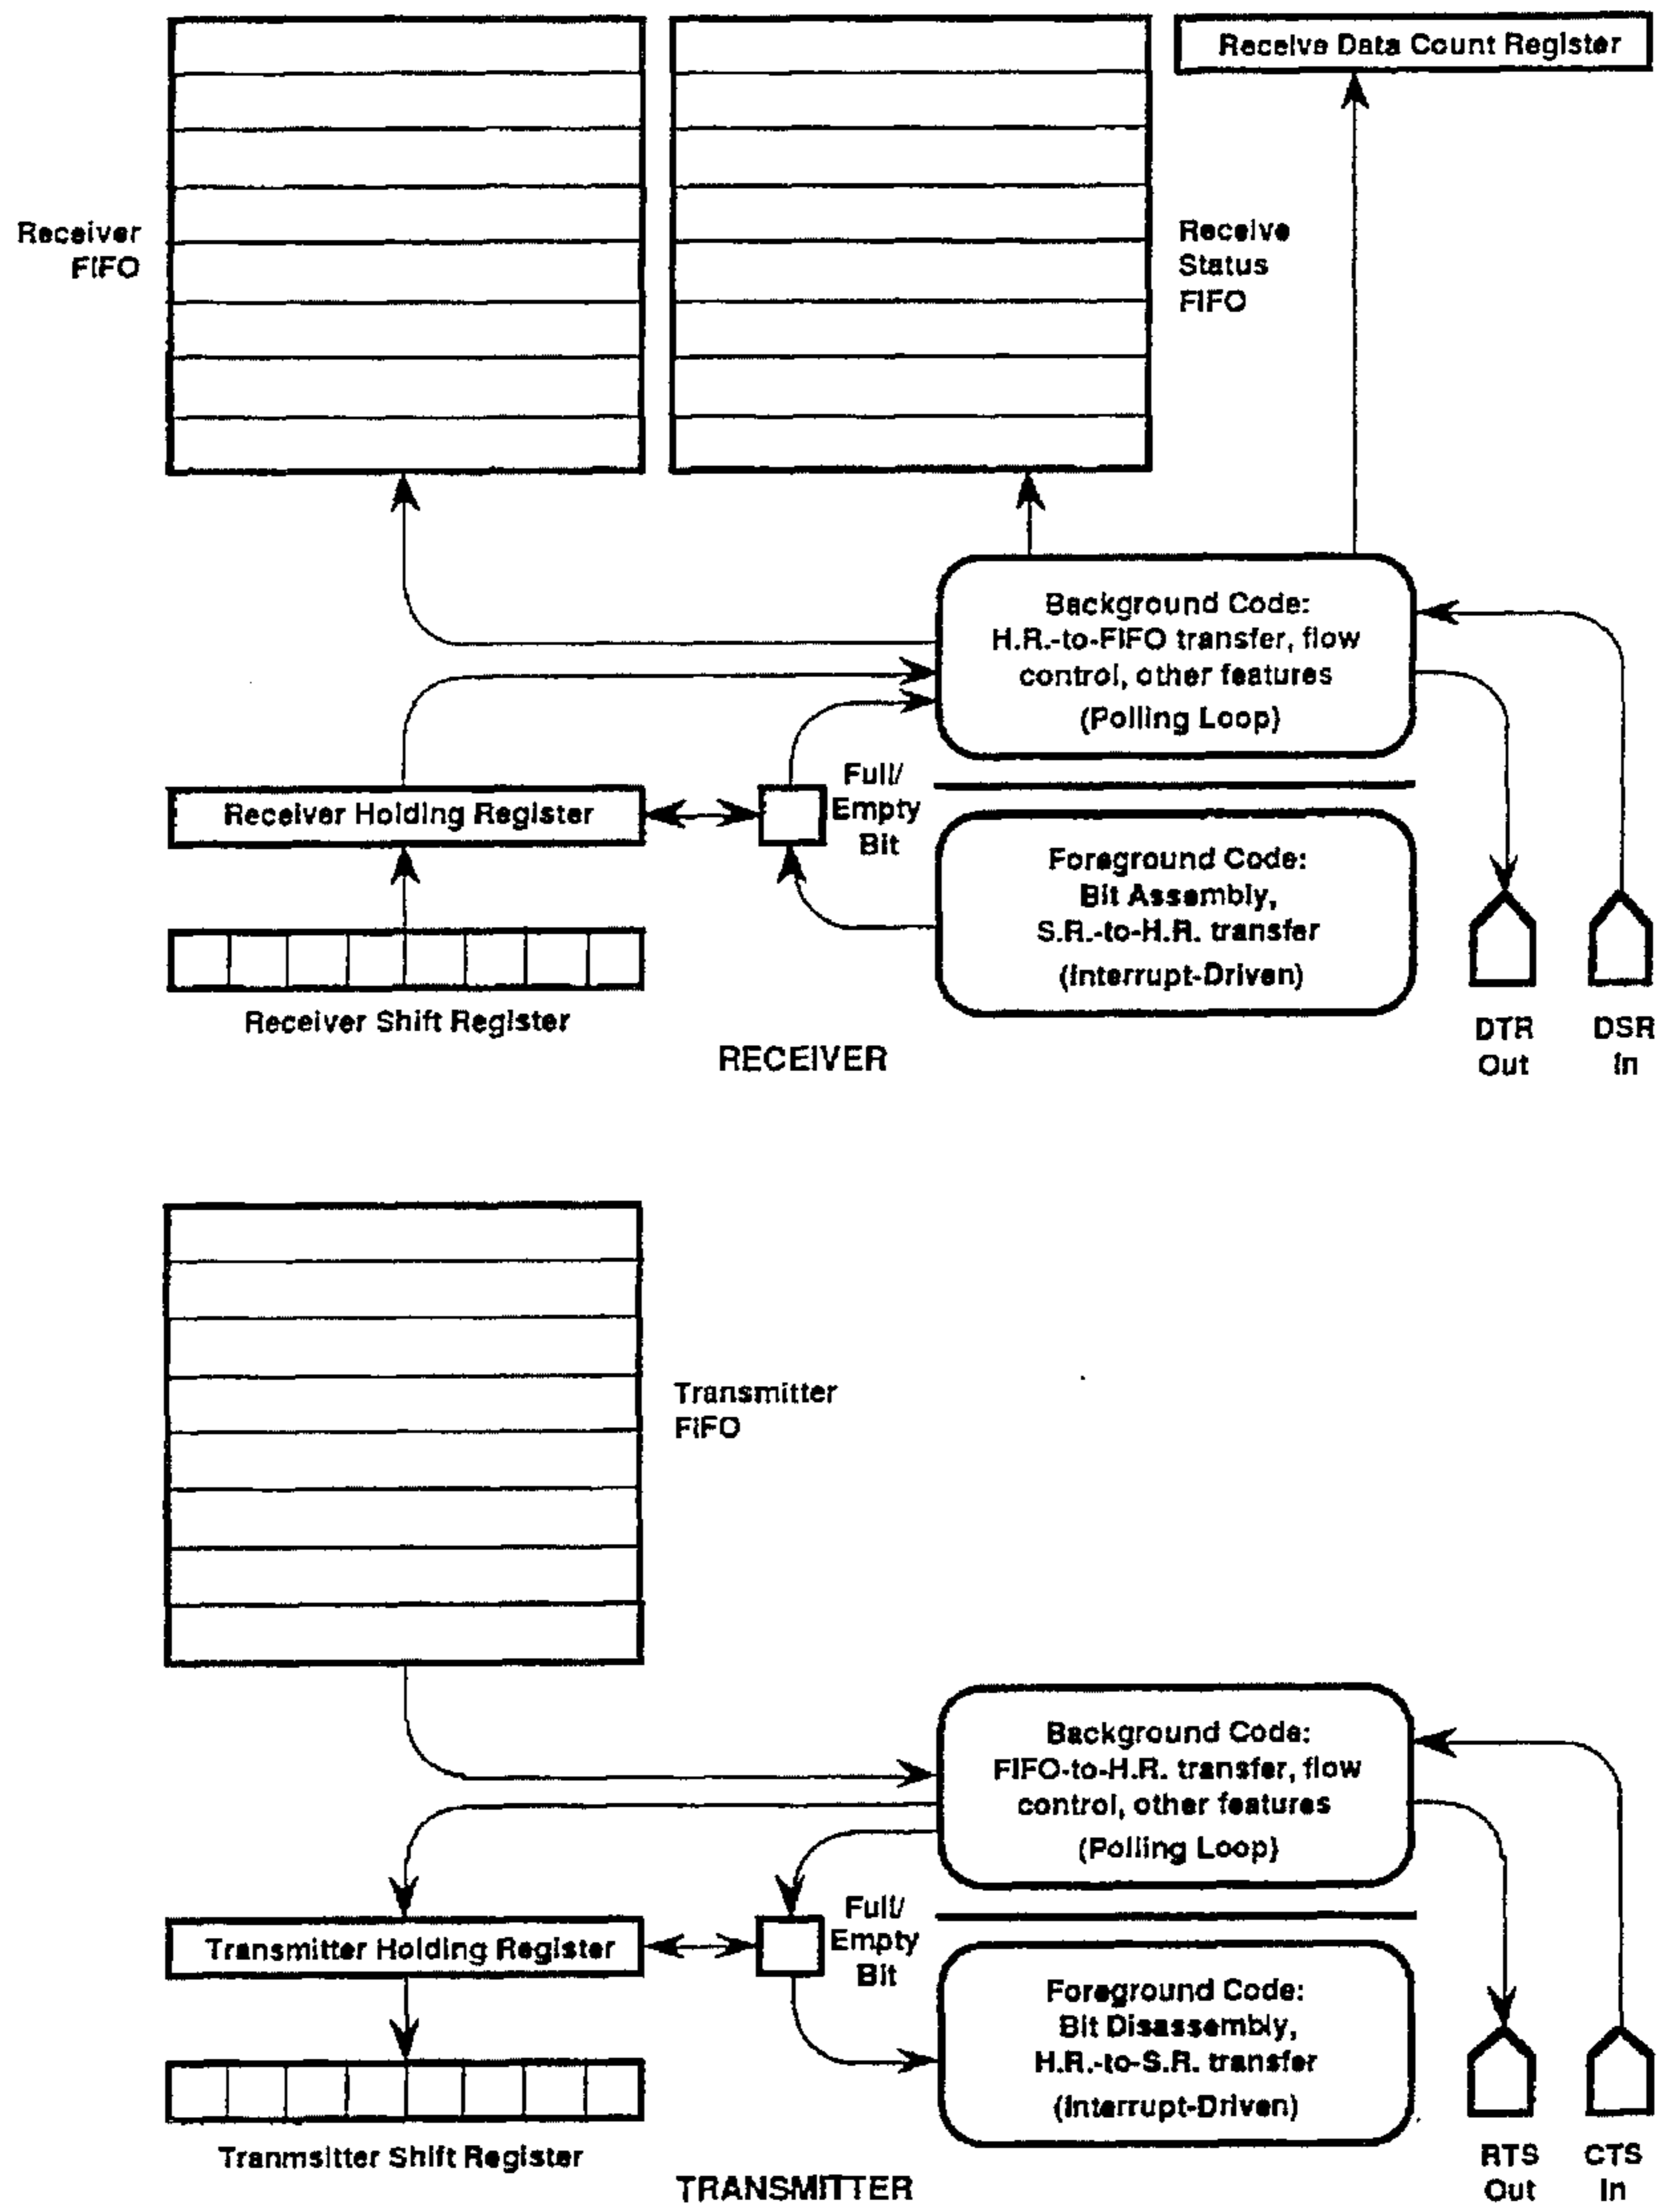 Receive Data Count Register
Receiver
FIFO
Receive
Status
FIFO
Background Code:
H.R.-to-FIFO transfer, flow
control, other features
(Polling Loop)
Full/
Empty
Bit
Receiver Holding Register
Foreground Code:
Bit Assembly,
S.R.-to-H.R. transfer
(Interrupt-Driven)
Receiver Shift Register
DTR
Out
DSR
In
RECEIVER
Transmitter
FIFO
Background Code:
FIFO-to-H.R. transfer, flow
control, other features
(Polling Loop)
Full/
Empty
Bit
Transmitter Holding Register
Foreground Code:
Bit Disassembly,
H.R.-to-S.R. transfer
(Interrupt-Driven)
Tranmsitter Shift Register
RTS
Out
CTS
In
TRANSMITTER